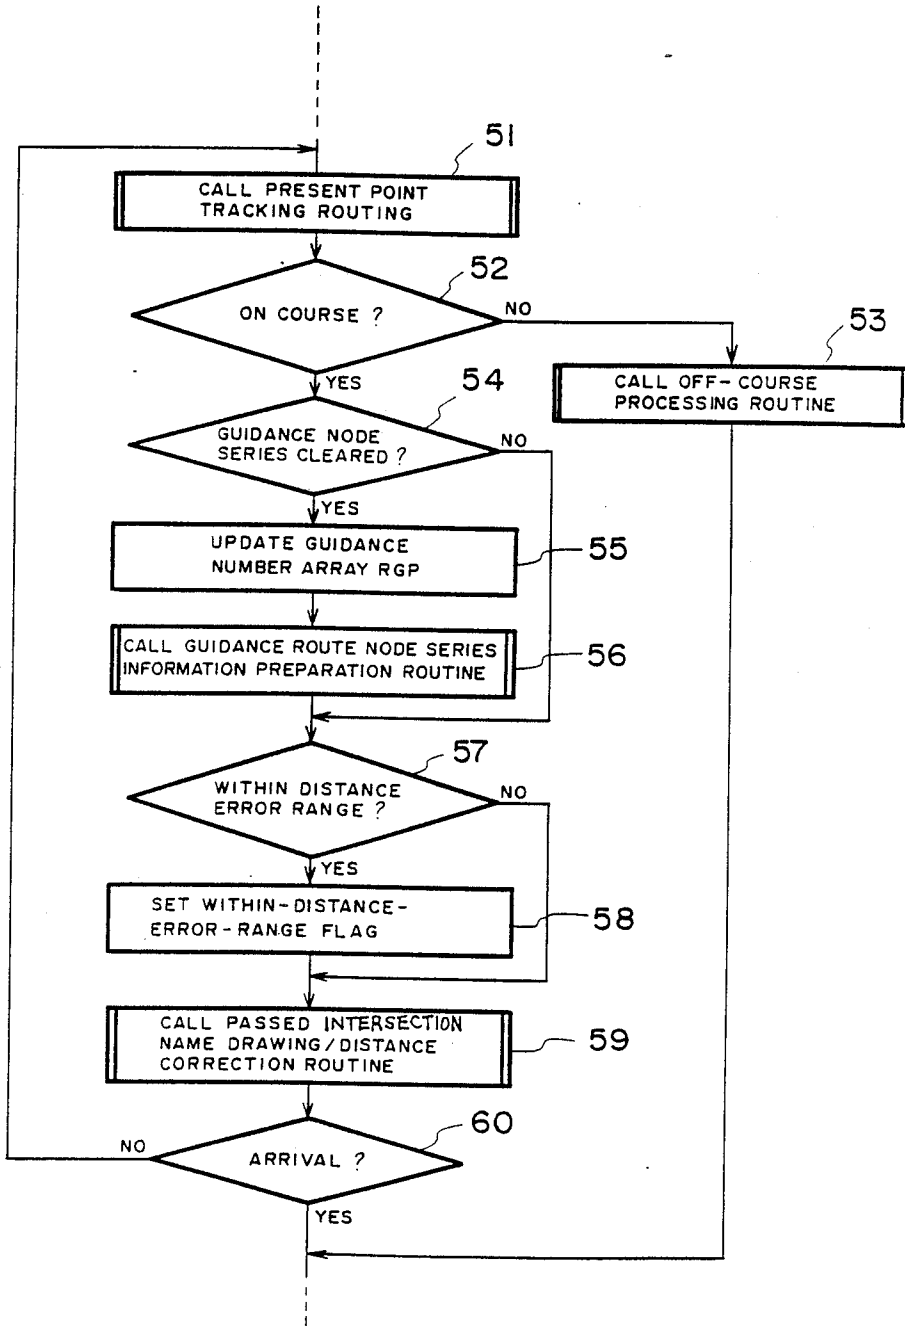 51
CALL PRESENT POINT
TRACKING ROUTING
52
ON COURSE ?
NO
53
CALL OFF-COURSE
PROCESSING ROUTINE
YES
54
GUIDANCE NODE
SERIES CLEARED ?
NO
YES
UPDATE GUIDANCE
NUMBER ARRAY RGP
55
CALL GUIDANCE ROUTE NODE SERIES
INFORMATION PREPARATION ROUTINE
56
57
WITHIN DISTANCE
ERROR RANGE ?
NO
YES
SET WITHIN-DISTANCE-
ERROR-RANGE FLAG
58
CALL PASSED INTERSECTION
NAME DRAWING/DISTANCE
CORRECTION ROUTINE
59
60
NO
ARRIVAL ?
YES